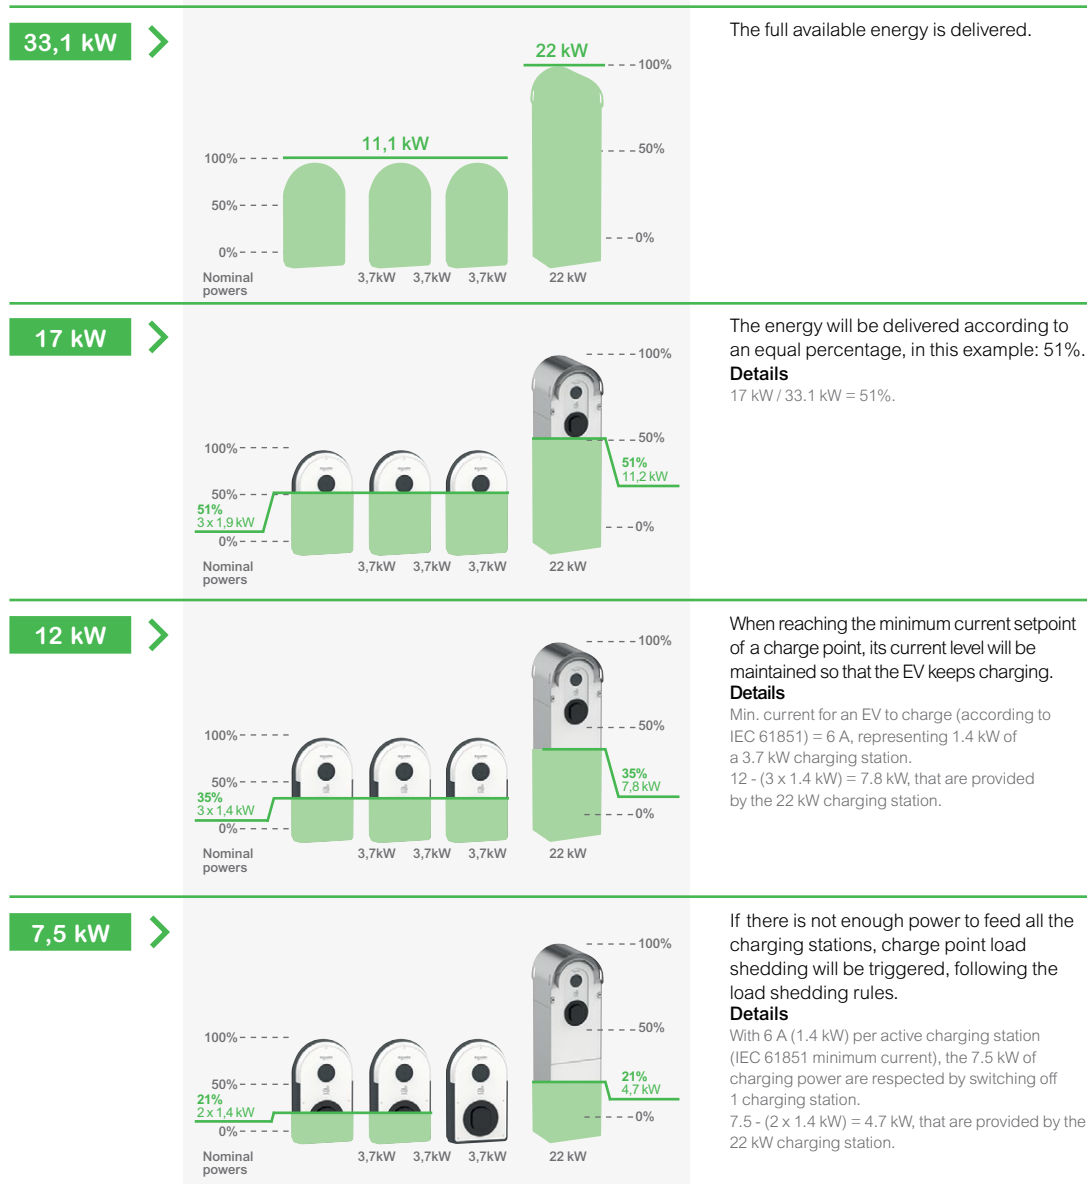 33,1 kW
The full available energy is delivered.
22 kW
100%
11,1 kW
100%
50%
50%
0%
0%
Nominal
powers
3,7kW 3,7kW 3,7kW 22 kW
17 kW
The energy will be delivered according to
an equal percentage, in this example: 51%.
Details
17 kW / 33.1 kW = 51%.
100%
100%
50%
51%
11,2 kW
50%
51%
3 x 1,9 kW
0%
0%
Nominal
powers
3,7kW 3,7kW 3,7kW 22 kW
12 kW
When reaching the minimum current setpoint
of a charge point, its current level will be
maintained so that the EV keeps charging.
Details
Min. current for an EV to charge (according to
IEC 61851) = 6 A, representing 1.4 kW of
a 3.7 kW charging station.
12 - (3 x 1.4 kW) = 7.8 kW, that are provided
by the 22 kW charging station.
100%
50%
100%
35%
7,8 kW
50%
35%
3 x 1,4 kW
0%
0%
Nominal
powers
3,7kW 3,7kW 3,7kW 22 kW
7,5 kW
If there is not enough power to feed all the
charging stations, charge point load
shedding will be triggered, following the
load shedding rules.
Details
With 6 A (1.4 kW) per active charging station
(IEC 61851 minimum current), the 7.5 kW of
charging power are respected by switching off
1 charging station.
7.5 - (2 x 1.4 kW) = 4.7 kW, that are provided by the
22 kW charging station.
100%
50%
100%
21%
4,7 kW
50%
21%
2 x 1,4 kW
0%
0%
Nominal
powers
3,7kW 3,7kW 3,7kW 22 kW